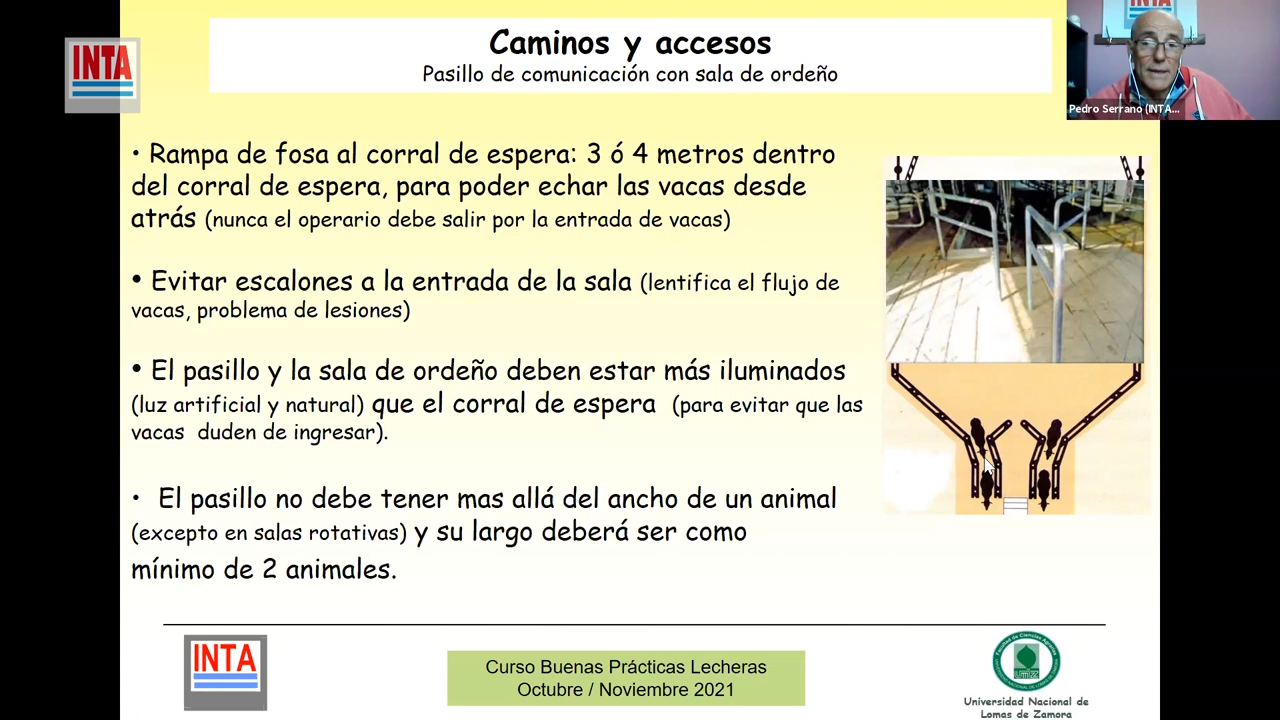 Caminos y accesos
Pasillo de comunicación con sala de ordeño
INTA
INTA
Pedro Serrano (INTA...
• Rampa de fosa al corral de espera: 3 ó 4 metros dentro
del corral de espera, para poder echar las vacas desde
atrás (nunca el operario debe salir por la entrada de vacas)
• Evitar escalones a la entrada de la sala (lentifica el flujo de
vacas, problema de lesiones)
• El pasillo y la sala de ordeño deben estar más iluminados
(luz artificial y natural) que el corral de espera (para evitar que las
vacas duden de ingresar).
• El pasillo no debe tener mas allá del ancho de un animal
(excepto en salas rotativas) y su largo deberá ser como
mínimo de 2 animales.
INTA
Curso Buenas Prácticas Lecheras
Octubre / Noviembre 2021
Universidad Nacional de
Lomas de Zamora